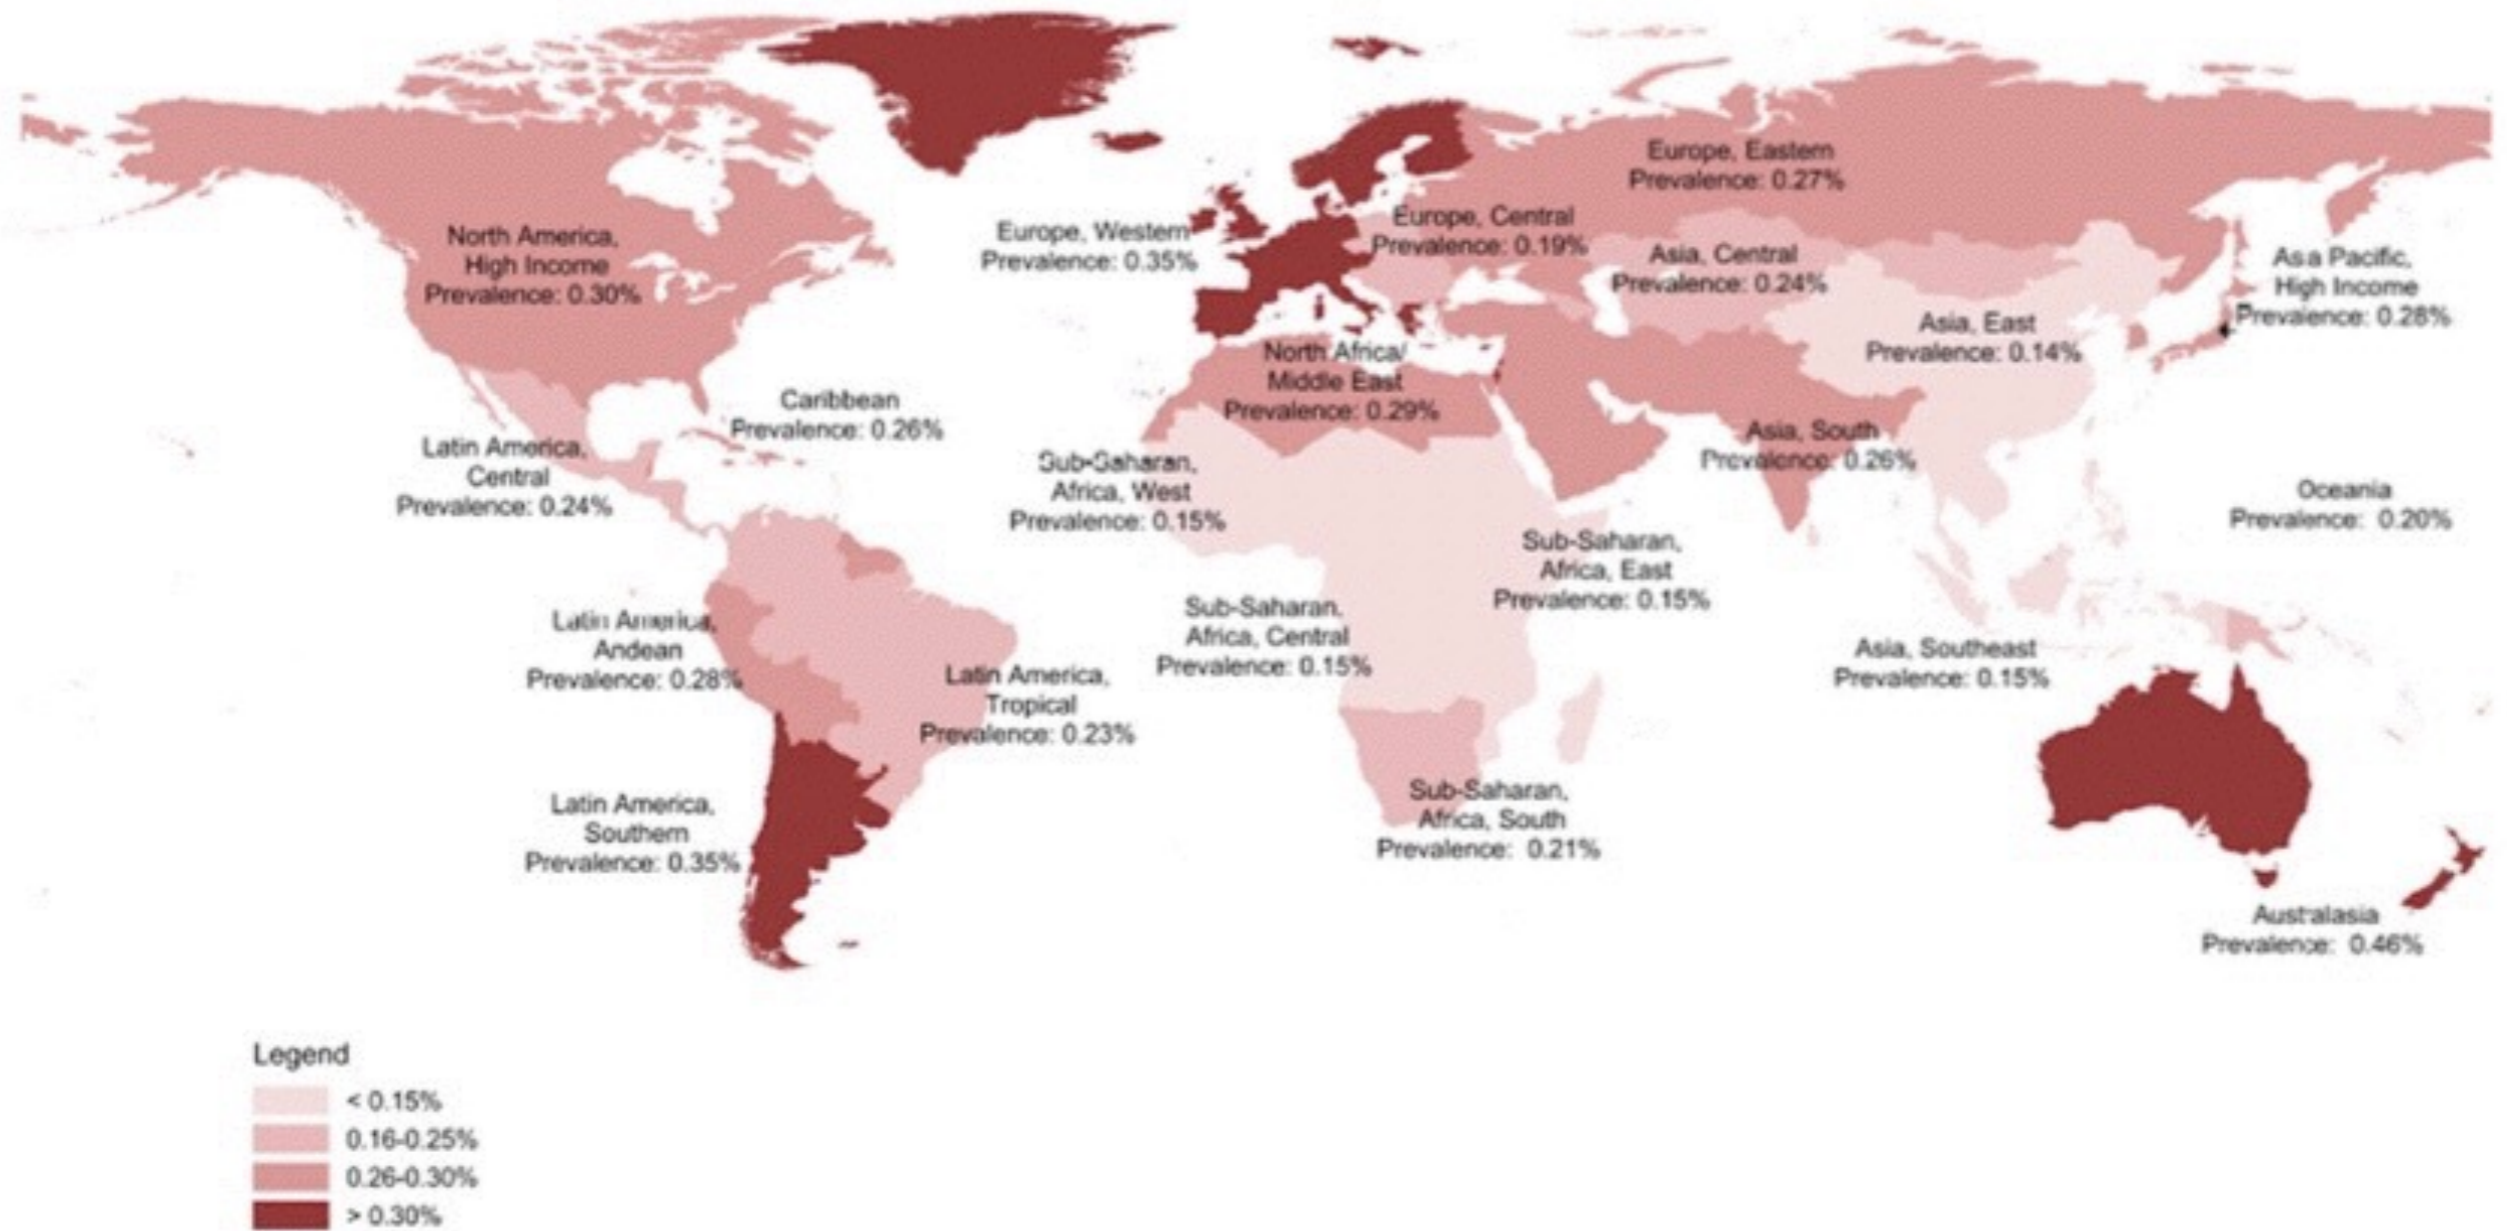 North America,
High Income
Prevalence: 0.30%
Europe, Western
Prevalence: 0.35%
Europe, Central
Prevalence: 0.19%
Europe, Eastern
Prevalence: 0.27%
Asia, Central
Prevalence: 0.24%
Asia Pacific,
High Income
Prevalence: 0.28%
Asia, East
Prevalence: 0.14%
North Africa/
Middle East
Prevalence: 0.29%
Caribbean
Prevalence: 0.26%
Latin America,
Central
Prevalence: 0.24%
Sub-Saharan,
Africa, West
Prevalence: 0.15%
Asia, South
Prevalence: 0.26%
Oceania
Prevalence: 0.20%
Sub-Saharan,
Africa, East
Prevalence: 0.15%
Sub-Saharan,
Africa, Central
Prevalence: 0.15%
Latin America,
Andean
Prevalence: 0.28%
Latin America,
Tropical
Prevalence: 0.23%
Asia, Southeast
Prevalence: 0.15%
Latin America,
Southern
Prevalence: 0.35%
Sub-Saharan,
Africa, South
Prevalence: 0.21%
Australasia
Prevalence: 0.46%
Legend
< 0.15%
0.16-0.25%
0.26-0.30%
> 0.30%